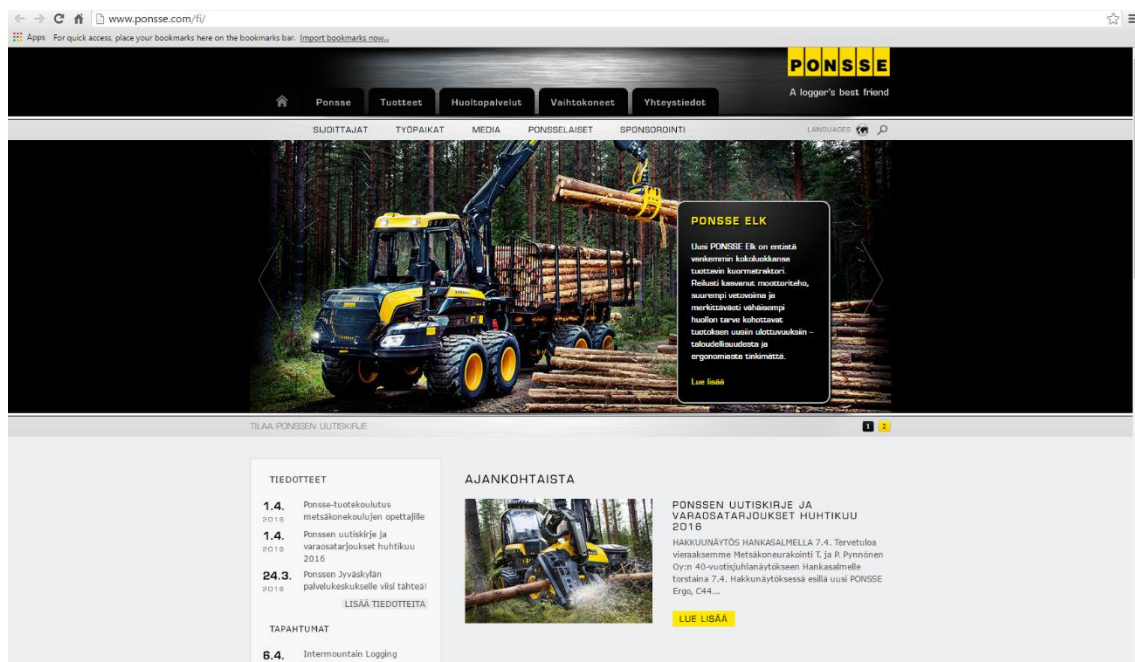 www.ponsse.com/fi/
Apps For quick access, place your bookmarks here on the bookmarks bar. Import bookmarks now...
PONSSE
A logger's best friend
Ponsse Tuotteet Huoltopalvelut Vaihtokoneet Yhteystiedot
SIJOITTAJAT TYÖPAIKAT MEDIA PONSSELAISET SPONSOROINTI LANGUAGES
PONSSE ELK
Uusi PONSSE Elk on entistä
vankemmin kokoluokkansa
tuottavin kuormatraktori.
Reilusti kasvanut moottoriteho,
suurempi vetovoima ja
merkittävästi vähäisempi
huollon tarve kohottavat
tuotoksen uusiin ulottuvuuksiin –
taloudellisuudesta ja
ergonomiasta tinkimättä.
Lue lisää
TILAA PONSSEN UUTISKIRJE 1 2
TIEDOTTEET
1.4. Ponsse-tuotekoulutus
2016 metsäkonekoulujen opettajille
1.4. Ponssen uutiskirje ja
2016 varaosatarjoukset huhtikuu
2016
24.3. Ponssen Jyväskylän
2016 palvelukeskukselle viisi tähteä!
LISÄÄ TIEDOTTEITA
TAPAHTUMAT
6.4. Intermountain Logging
AJANKOHTAISTA
PONSSEN UUTISKIRJE JA
VARAOSATARJOUKSET HUHTIKUU
2016
HAKKUUNÄYTÖS HANKASALMELLA 7.4. Tervetuloa
vieraaksemme Metsäkoneurakointi T. ja P. Pynnönen
Oy:n 40-vuotisjuhlanäytökseen Hankasalmelle
torstaina 7.4. Hakkunäytöksessä esillä uusi PONSSE
Ergo, C44...
LUE LISÄÄ